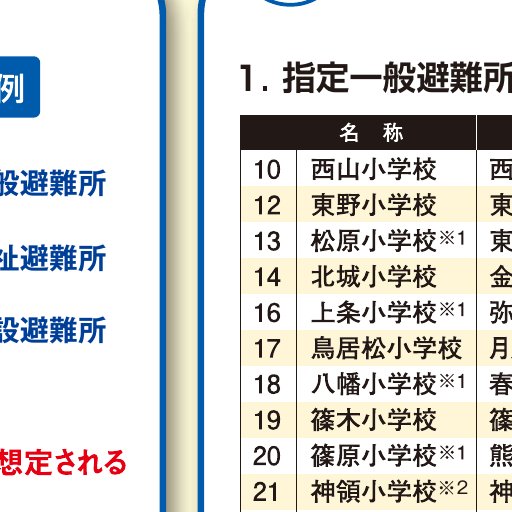 例
般避難所
祉避難所
設避難所
想定される
1. 指定一般避難所
名 称
10 西山小学校 西
12 東野小学校 東
13 松原小学校※1 東
14 北城小学校 金
16 上条小学校※1 弥
17 鳥居松小学校 月
18 八幡小学校※1 春
19 篠木小学校 篠
20 篠原小学校※1 熊
21 神領小学校※2 神